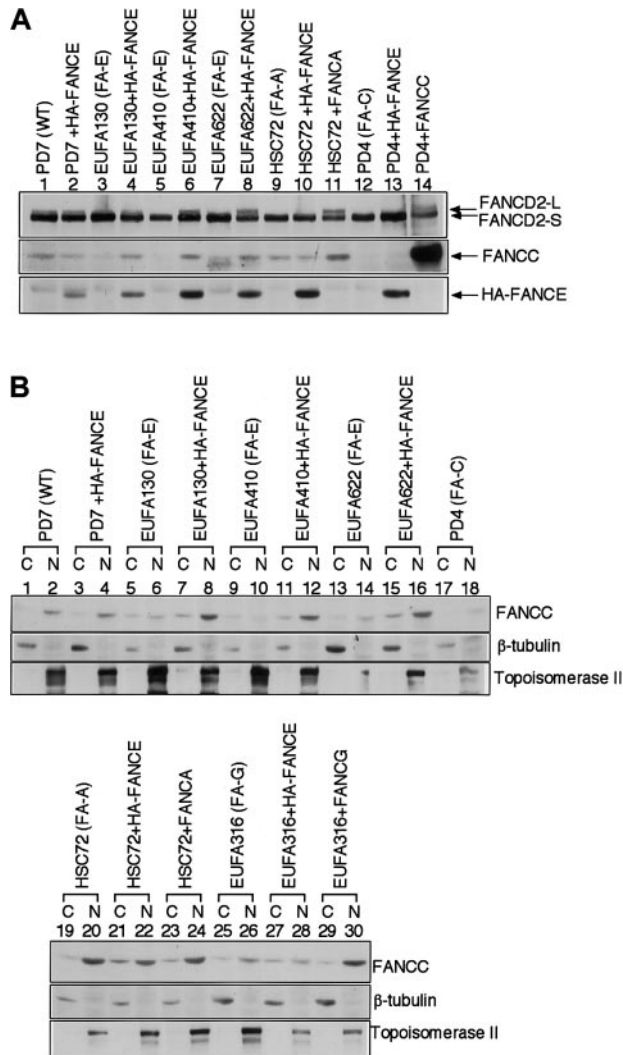 A
PD7 (WT)
PD7 +HA-FANCE
EUFA130 (FA-E)
EUFA130+HA-FANCE
EUFA410 (FA-E)
EUFA410+HA-FANCE
EUFA622 (FA-E)
EUFA622+HA-FANCE
HSC72 (FA-A)
HSC72 +HA-FANCE
HSC72 +FANCA
PD4 (FA-C)
PD4+HA-FANCE
PD4+FANCC
1 2 3 4 5 6 7 8 9 10 11 12 13 14
FANCD2-L
FANCD2-S
FANCC
HA-FANCE
B
PD7 (WT)
PD7 +HA-FANCE
EUFA130 (FA-E)
EUFA130+HA-FANCE
EUFA410 (FA-E)
EUFA410+HA-FANCE
EUFA622 (FA-E)
EUFA622+HA-FANCE
PD4 (FA-C)
C N C N C N C N C N C N C N C N C N
1 2 3 4 5 6 7 8 9 10 11 12 13 14 15 16 17 18
FANCC
β-tubulin
Topoisomerase II
HSC72 (FA-A)
HSC72+HA-FANCE
HSC72+FANCA
EUFA316 (FA-G)
EUFA316+HA-FANCE
EUFA316+FANCG
C N C N C N C N C N C N
19 20 21 22 23 24 25 26 27 28 29 30
FANCC
β-tubulin
Topoisomerase II